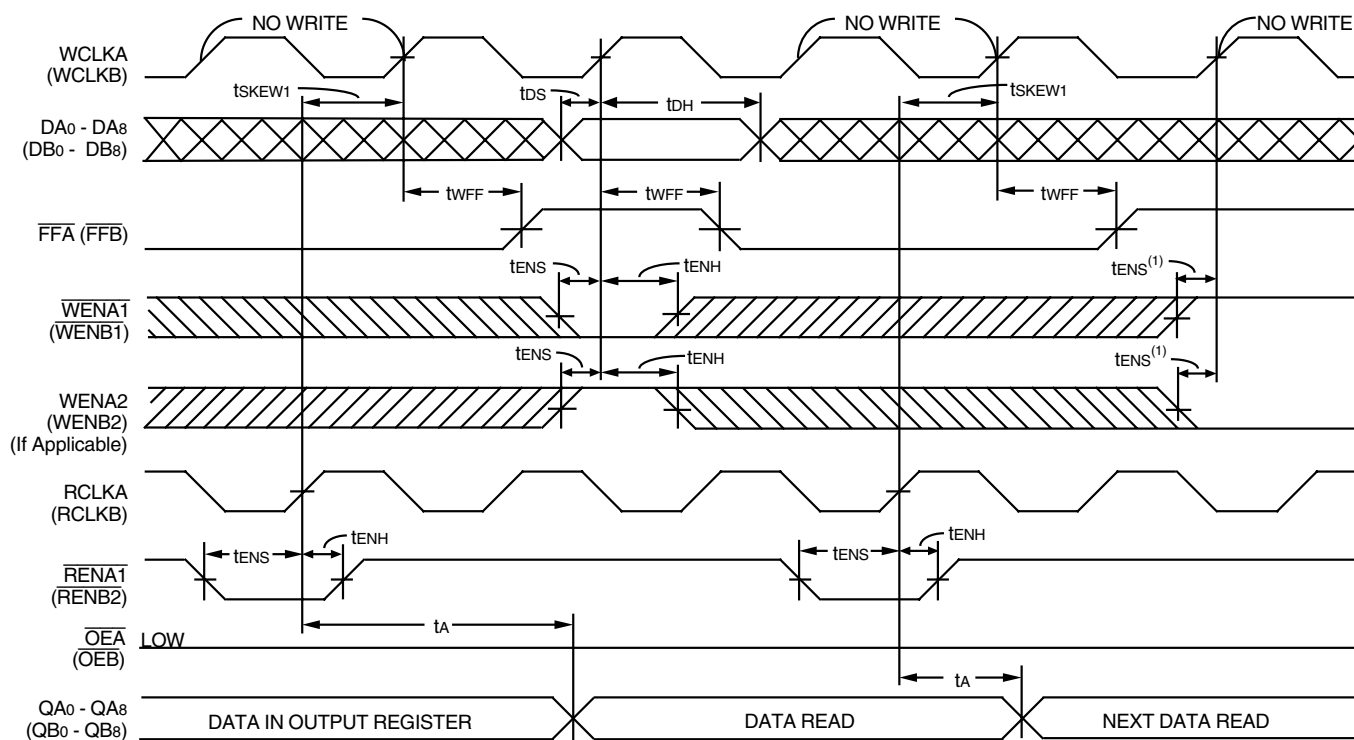 NO WRITE NO WRITE NO WRITE
WCLKA
(WCLKB)
tSKEW1 tDS tDH tSKEW1
DA0 - DA8
(DB0 - DB8)
tWFF tWFF tWFF
FFA (FFB)
tENS tENH tENS(1)
WENA1
(WENB1)
tENS tENH tENS(1)
WENA2
(WENB2)
(If Applicable)
RCLKA
(RCLKB)
tENS tENH tENS tENH
RENA1
(RENB2)
tA
OEA LOW
(OEB)
tA
QA0 - QA8
(QB0 - QB8)
DATA IN OUTPUT REGISTER DATA READ NEXT DATA READ